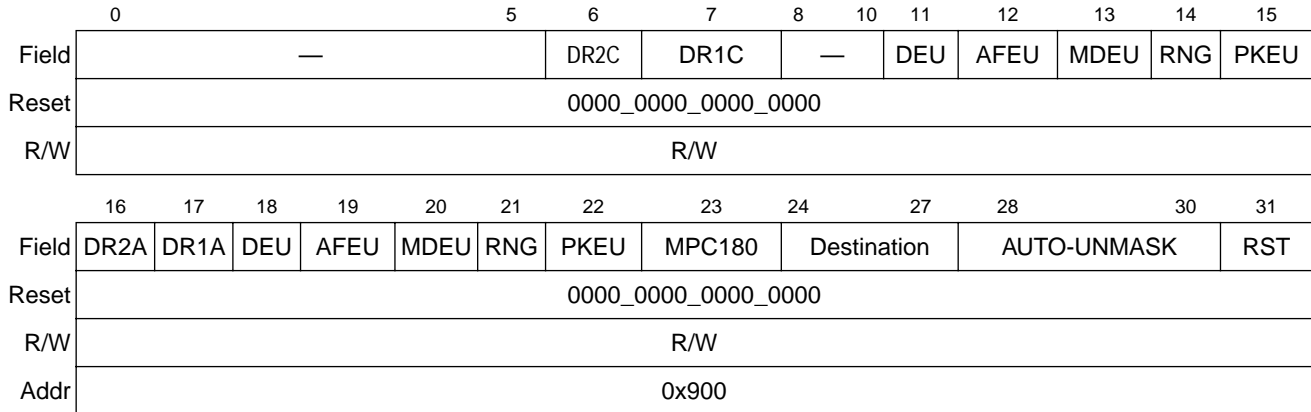 0 5 6 7 8 10 11 12 13 14 15
Field — DR2C DR1C — DEU AFEU MDEU RNG PKEU
Reset 0000_0000_0000_0000
R/W R/W
16 17 18 19 20 21 22 23 24 27 28 30 31
Field DR2A DR1A DEU AFEU MDEU RNG PKEU MPC180 Destination AUTO-UNMASK RST
Reset 0000_0000_0000_0000
R/W R/W
Addr 0x900